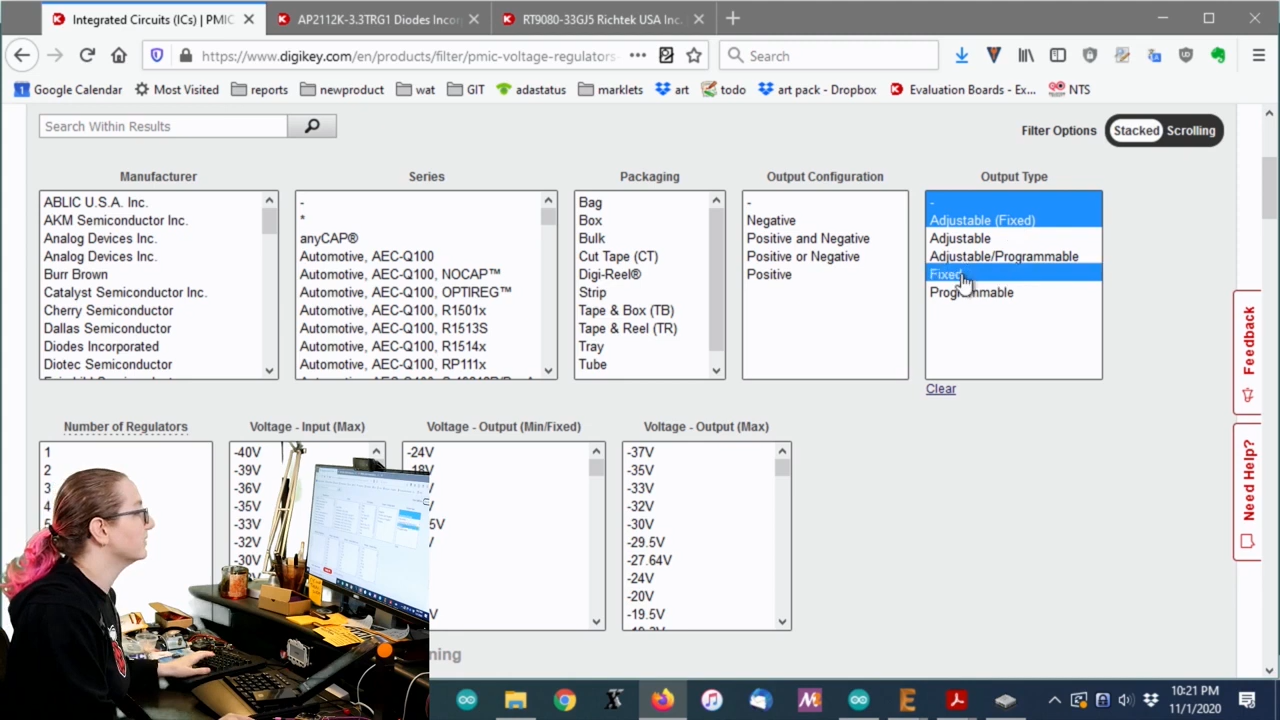 Integrated Circuits (ICs) | PMIC
AP2112K-3.3TRG1 Diodes Incor
RT9080-33GJ5 Richtek USA Inc.
https://www.digikey.com/en/products/filter/pmic-voltage-regulators-
Search
Google Calendar
Most Visited
reports
newproduct
wat
GIT
adastatus
marklets
art
todo
art pack - Dropbox
Evaluation Boards - Ex...
NTS
Search Within Results
Filter Options
Stacked
Scrolling
Manufacturer
ABLIC U.S.A. Inc.
AKM Semiconductor Inc.
Analog Devices Inc.
Analog Devices Inc.
Burr Brown
Catalyst Semiconductor Inc.
Cherry Semiconductor
Dallas Semiconductor
Diodes Incorporated
Diotec Semiconductor
Series
-
*
anyCAP®
Automotive, AEC-Q100
Automotive, AEC-Q100, NOCAP™
Automotive, AEC-Q100, OPTIREG™
Automotive, AEC-Q100, R1501x
Automotive, AEC-Q100, R1513S
Automotive, AEC-Q100, R1514x
Automotive, AEC-Q100, RP111x
Packaging
Bag
Box
Bulk
Cut Tape (CT)
Digi-Reel®
Strip
Tape & Box (TB)
Tape & Reel (TR)
Tray
Tube
Output Configuration
-
Negative
Positive and Negative
Positive or Negative
Positive
Output Type
-
Adjustable (Fixed)
Adjustable
Adjustable/Programmable
Fixed
Programmable
Clear
Feedback
Need Help?
Number of Regulators
1
2
3
4
Voltage - Input (Max)
-40V
-39V
-36V
-35V
-33V
-32V
-30V
Voltage - Output (Min/Fixed)
-24V
Voltage - Output (Max)
-37V
-35V
-33V
-32V
-30V
-29.5V
-27.64V
-24V
-20V
-19.5V
10:21 PM
11/1/2020